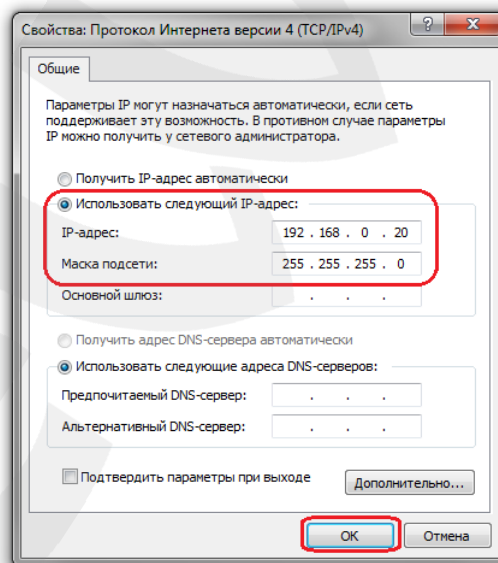 Свойства: Протокол Интернета версии 4 (TCP/IPv4)
?
Общие
Параметры IP могут назначаться автоматически, если сеть
поддерживает эту возможность. В противном случае параметры
IP можно получить у сетевого администратора.
Получить IP-адрес автоматически
Использовать следующий IP-адрес:
IP-адрес: 192 . 168 . 0 . 20
Маска подсети: 255 . 255 . 255 . 0
Основной шлюз: . . .
Получить адрес DNS-сервера автоматически
Использовать следующие адреса DNS-серверов:
Предпочитаемый DNS-сервер: . . .
Альтернативный DNS-сервер: . . .
Подтвердить параметры при выходе
Дополнительно...
ОК Отмена